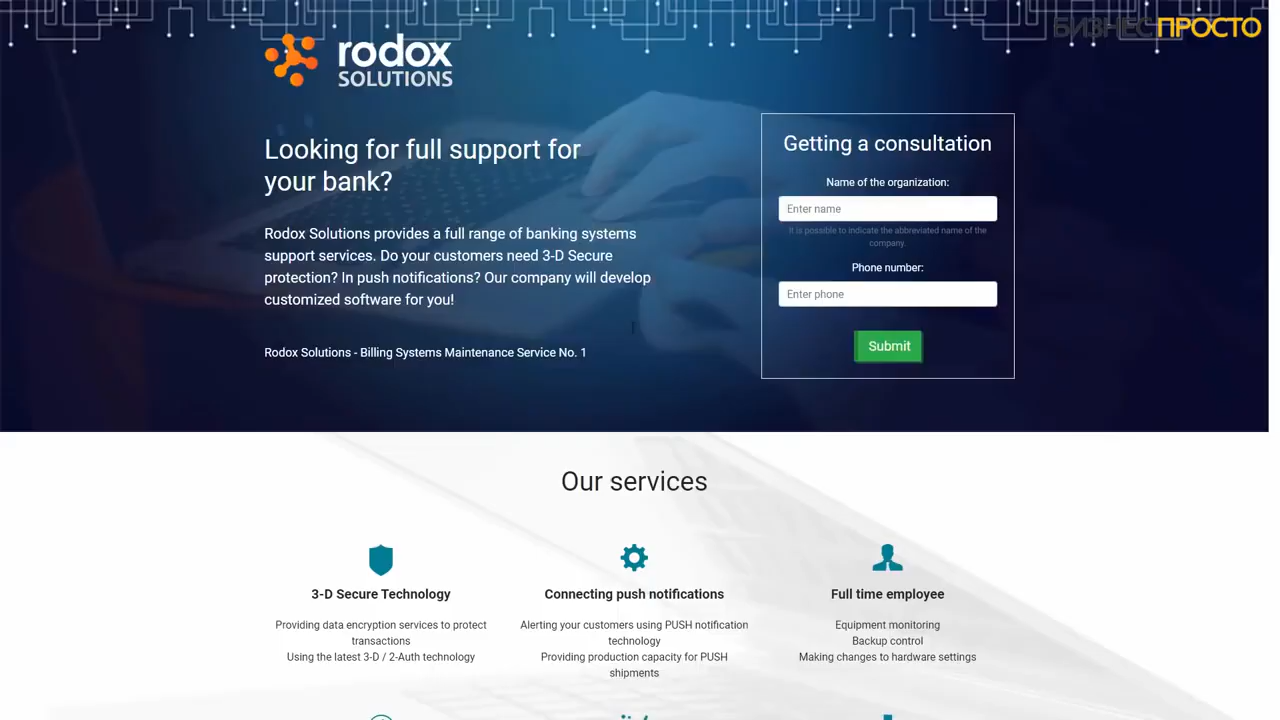 БИЗНЕС ПРОСТО
rodox
SOLUTIONS
Looking for full support for
your bank?
Rodox Solutions provides a full range of banking systems
support services. Do your customers need 3-D Secure
protection? In push notifications? Our company will develop
customized software for you!
Rodox Solutions - Billing Systems Maintenance Service No. 1
Getting a consultation
Name of the organization:
Enter name
It is possible to indicate the abbreviated name of the
company.
Phone number:
Enter phone
Submit
Our services
3-D Secure Technology
Providing data encryption services to protect
transactions
Using the latest 3-D / 2-Auth technology
Connecting push notifications
Alerting your customers using PUSH notification
technology
Providing production capacity for PUSH
shipments
Full time employee
Equipment monitoring
Backup control
Making changes to hardware settings